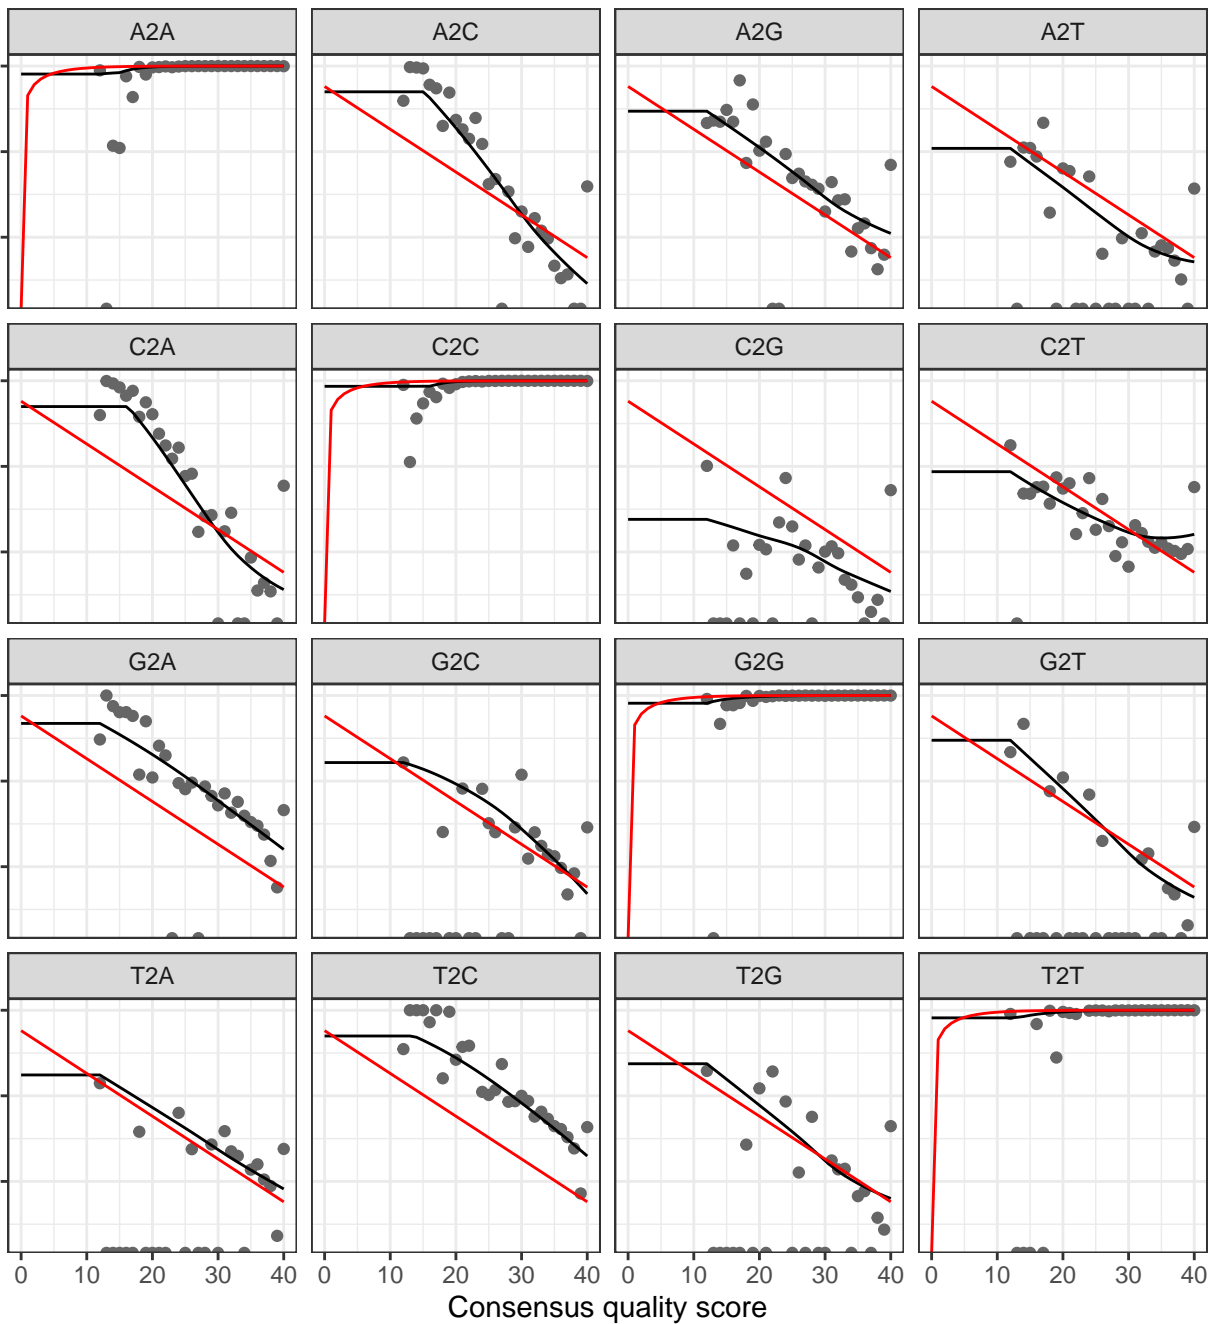 A2A A2C A2G A2T
C2A C2C C2G C2T
G2A G2C G2G G2T
T2A T2C T2G T2T
0 10 20 30 40 0 10 20 30 40 0 10 20 30 40 0 10 20 30 40
Consensus quality score